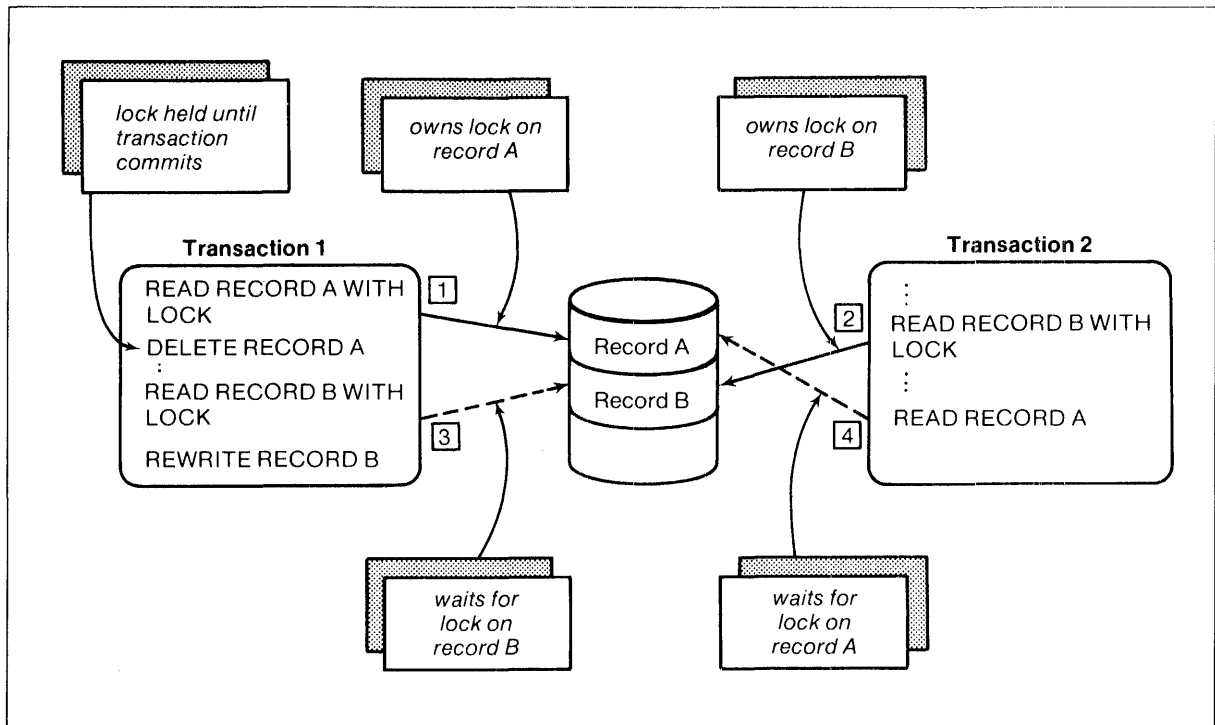 lock held until
transaction
commits
owns lock on
record A
owns lock on
record B
Transaction 1
READ RECORD A WITH
LOCK
DELETE RECORD A
⋮
READ RECORD B WITH
LOCK
REWRITE RECORD B
1
3
Record A
Record B
Transaction 2
⋮
READ RECORD B WITH
LOCK
⋮
READ RECORD A
2
4
waits for
lock on
record B
waits for
lock on
record A